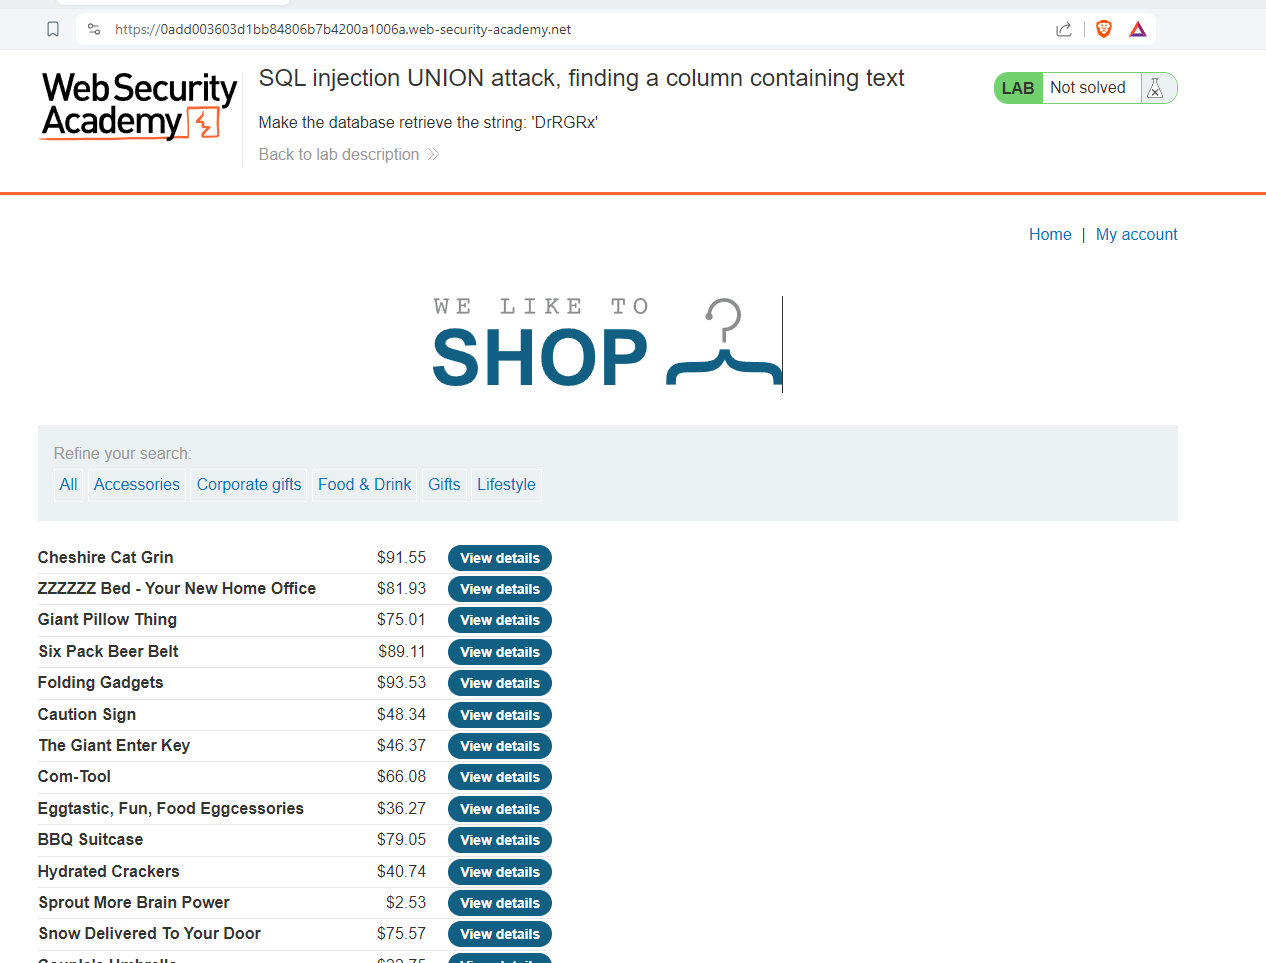 https://0add003603d1bb84806b7b4200a1006a.web-security-academy.net
Web Security
Academy
SQL injection UNION attack, finding a column containing text
LAB Not solved
Make the database retrieve the string: 'DrRGRx'
Back to lab description
Home | My account
WE LIKE TO
SHOP
Refine your search:
All Accessories Corporate gifts Food & Drink Gifts Lifestyle
Cheshire Cat Grin $91.55 View details
ZZZZZZ Bed - Your New Home Office $81.93 View details
Giant Pillow Thing $75.01 View details
Six Pack Beer Belt $89.11 View details
Folding Gadgets $93.53 View details
Caution Sign $48.34 View details
The Giant Enter Key $46.37 View details
Com-Tool $66.08 View details
Eggtastic, Fun, Food Eggcessories $36.27 View details
BBQ Suitcase $79.05 View details
Hydrated Crackers $40.74 View details
Sprout More Brain Power $2.53 View details
Snow Delivered To Your Door $75.57 View details